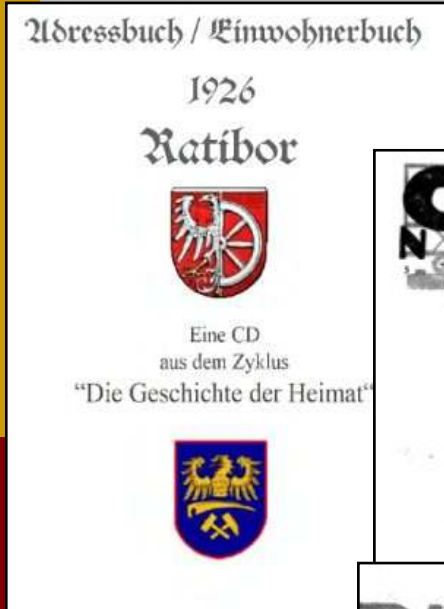 Adressbuch / Einwohnerbuch
1926
Ratibor
Eine CD
aus dem Zyklus
“Die Geschichte der Heimat“